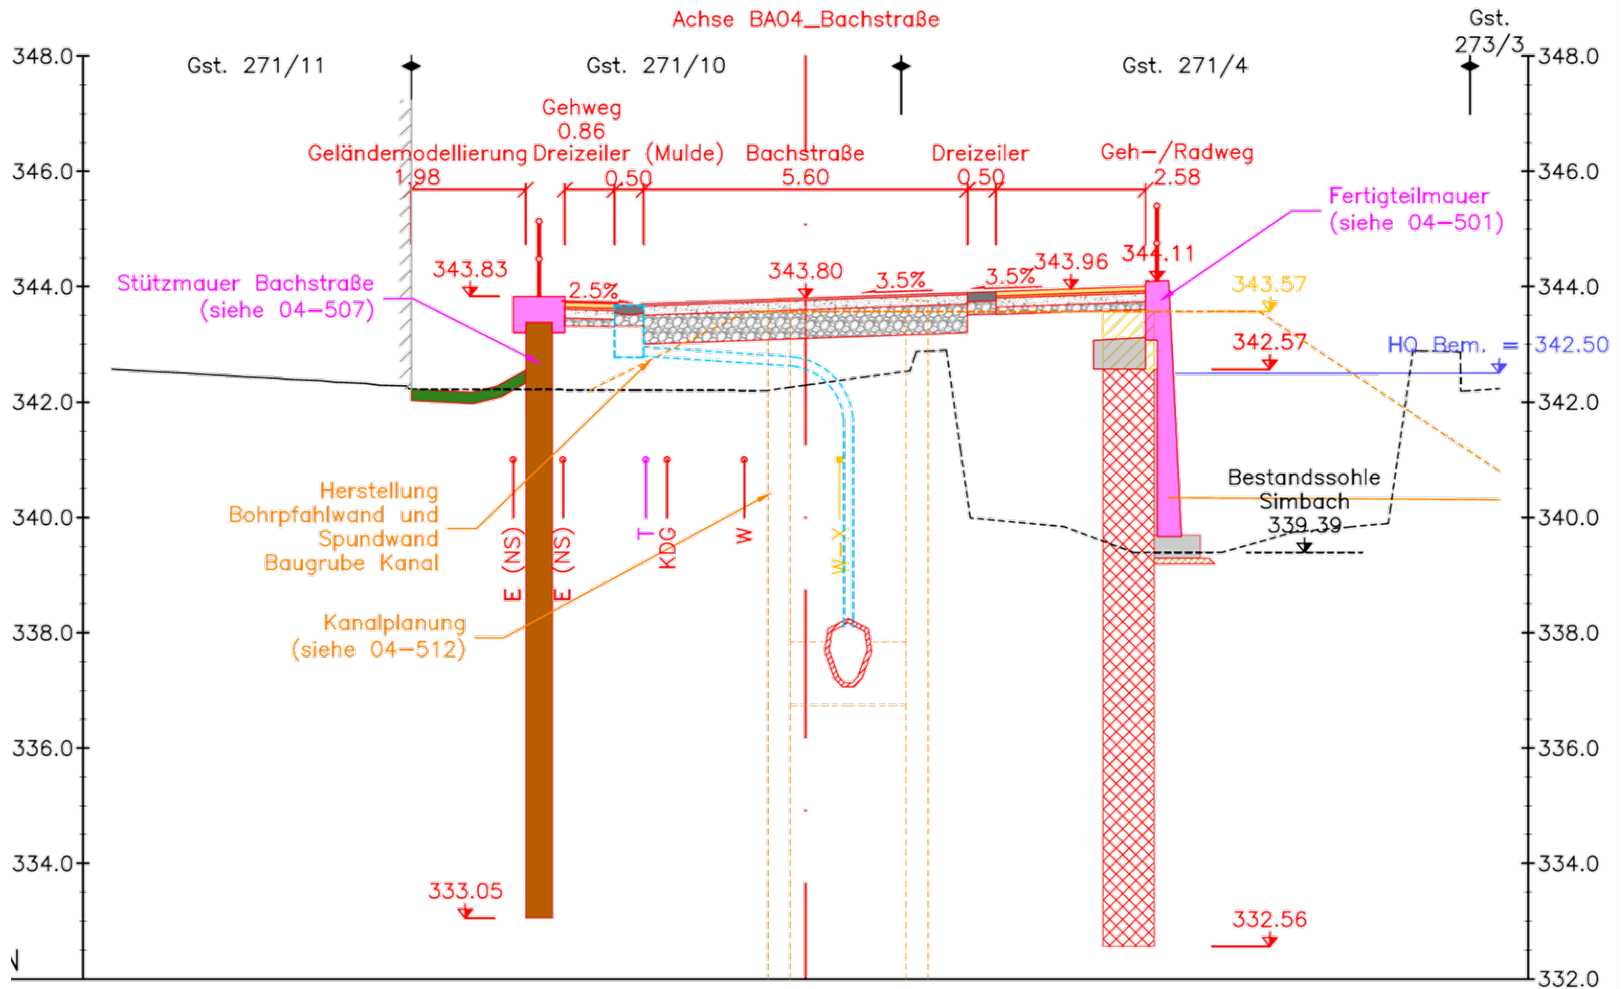 Achse BA04_Bachstraße
Gst.
273/3
348.0
Gst. 271/11
Gst. 271/10
Gst. 271/4
348.0
Gehweg
0.86
Geländemodellierung
Dreizeiler (Mulde)
Bachstraße
Dreizeiler
Geh-/Radweg
346.0
1.98
0.50
5.60
0.50
2.58
346.0
Fertigteilmauer
(siehe 04-501)
344.11
343.83
343.80
343.96
Stützmauer Bachstraße
(siehe 04-507)
2.5%
3.5%
3.5%
343.57
344.0
344.0
342.57
HQ Bem. = 342.50
342.0
342.0
Herstellung
Bohrpfahlwand und
Spundwand
Baugrube Kanal
Bestandssohle
Simbach
339.39
340.0
340.0
E (NS)
E (NS)
T
KDG
W
W_X
Kanalplanung
(siehe 04-512)
338.0
338.0
336.0
336.0
334.0
334.0
333.05
332.56
332.0